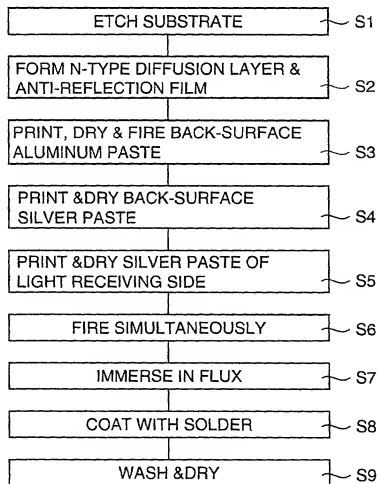 ETCH SUBSTRATE S1
FORM N-TYPE DIFFUSION LAYER &
ANTI-REFLECTION FILM S2
PRINT, DRY & FIRE BACK-SURFACE
ALUMINUM PASTE S3
PRINT &DRY BACK-SURFACE
SILVER PASTE S4
PRINT &DRY SILVER PASTE OF
LIGHT RECEIVING SIDE S5
FIRE SIMULTANEOUSLY S6
IMMERSE IN FLUX S7
COAT WITH SOLDER S8
WASH &DRY S9